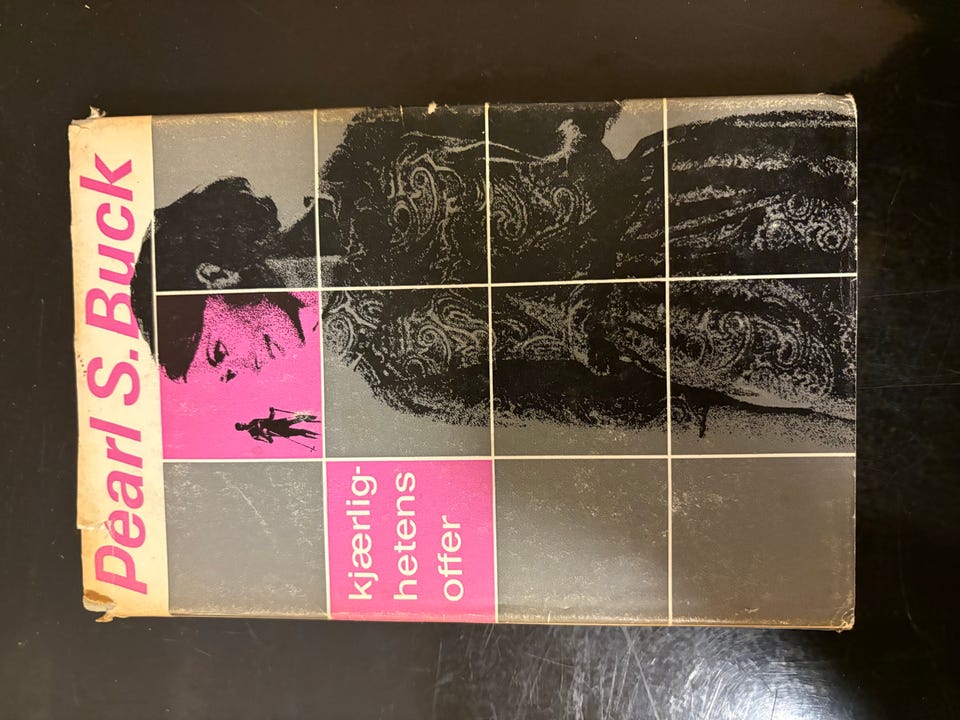 Pearl S. Buck
kjærlig-
hetens
offer